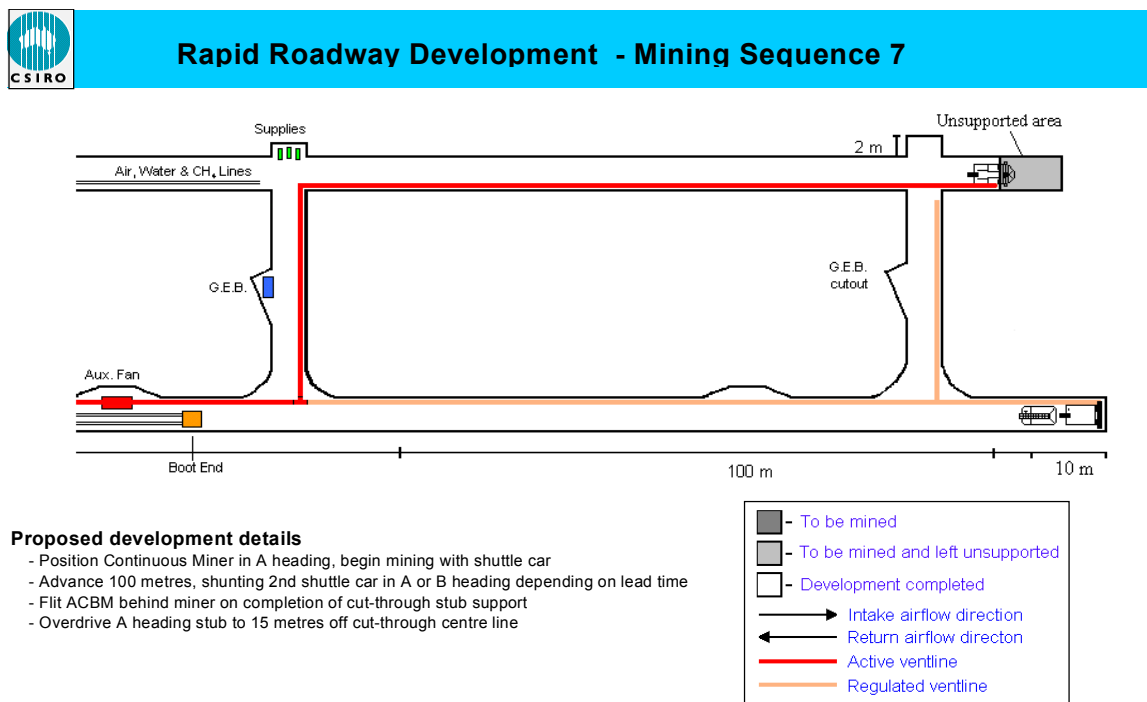 CSIRO
Rapid Roadway Development - Mining Sequence 7
Unsupported area
Supplies
2 m
Air, Water & CH₄ Lines
G.E.B.
G.E.B.
cutout
Aux. Fan
Boot End
100 m
10 m
Proposed development details
- Position Continuous Miner in A heading, begin mining with shuttle car
- Advance 100 metres, shunting 2nd shuttle car in A or B heading depending on lead time
- Flit ACBM behind miner on completion of cut-through stub support
- Overdrive A heading stub to 15 metres off cut-through centre line
- To be mined
- To be mined and left unsupported
- Development completed
Intake airflow direction
Return airflow directon
Active ventline
Regulated ventline